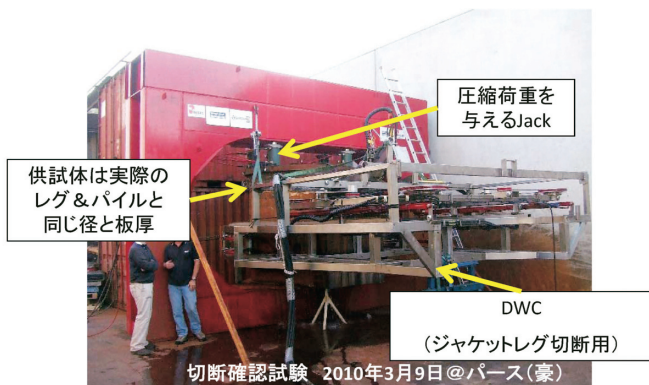 圧縮荷重を
与えるJack
供試体は実際の
レグ＆パイルと
同じ径と板厚
DWC
（ジャケットレグ切断用）
切断確認試験 2010年3月9日@パース（豪）